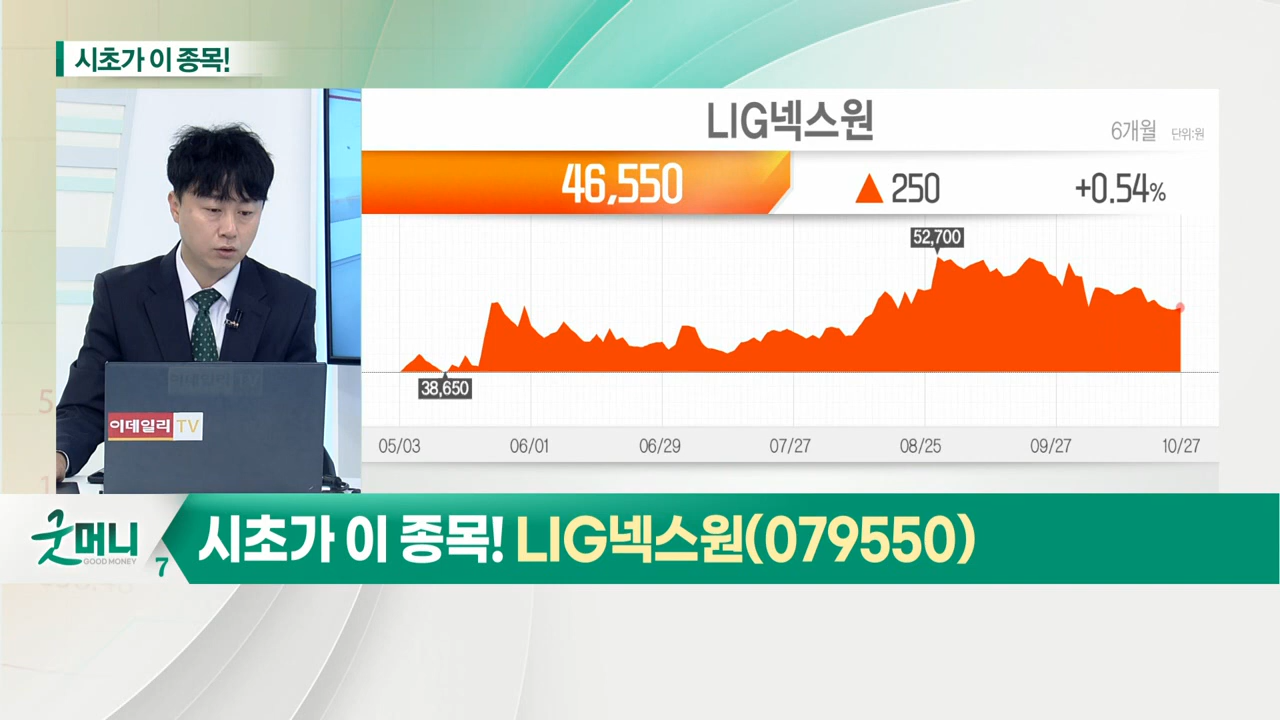 시초가 이 종목!
LIG넥스원
6개월 단위:원
46,550 ▲ 250 +0.54%
52,700
38,650
05/03 06/01 06/29 07/27 08/25 09/27 10/27
이데일리 TV
굿머니
GOOD MONEY
7
시초가 이 종목! LIG넥스원(079550)